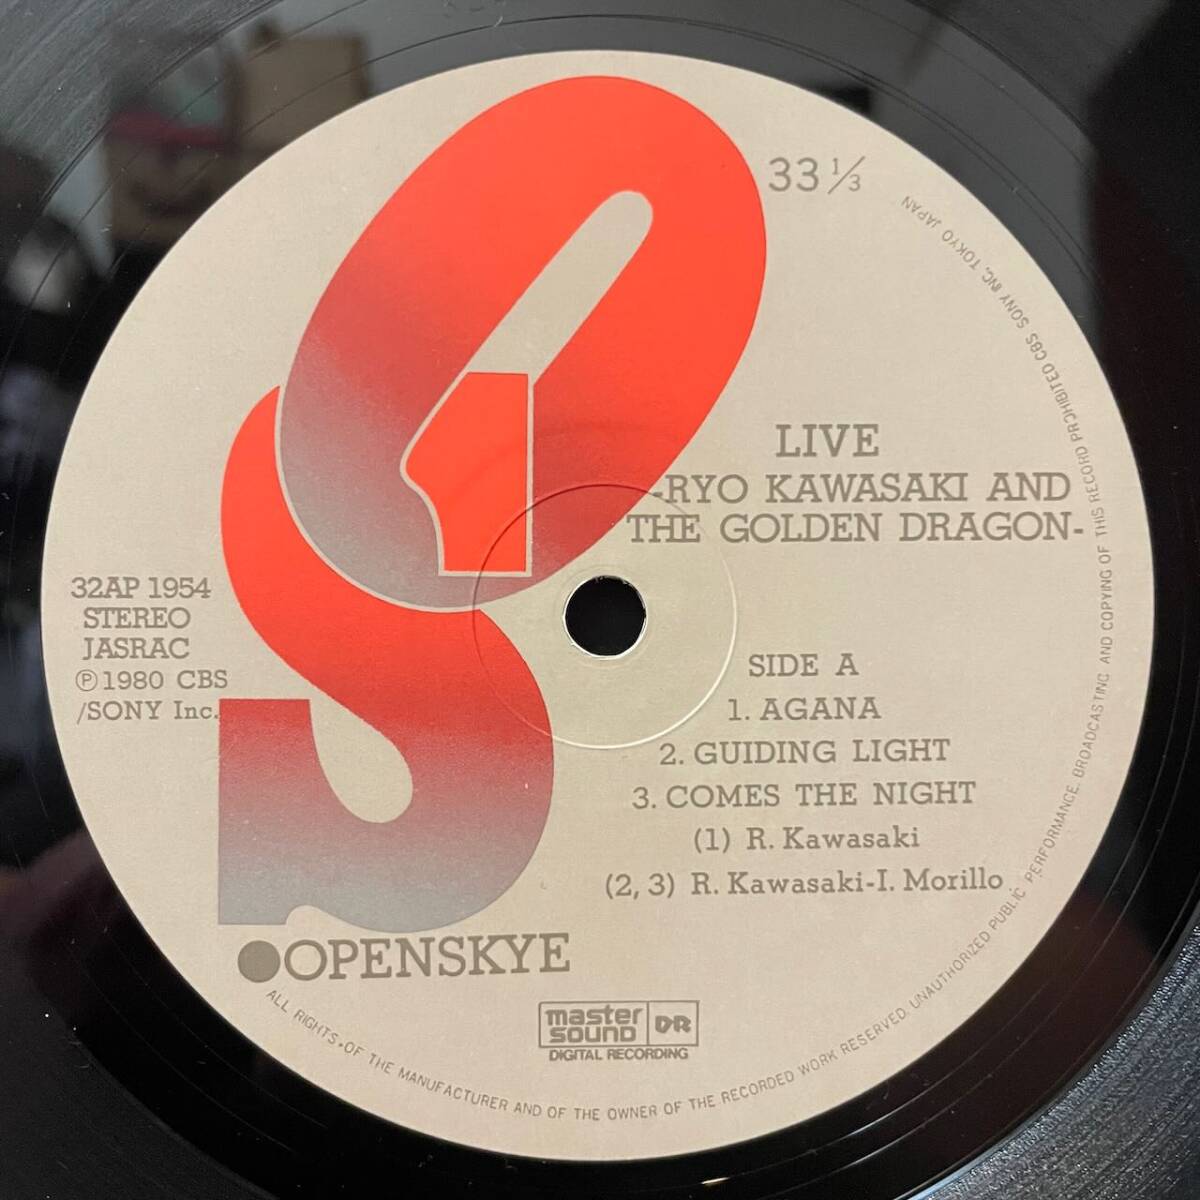 33 1/3
LIVE
-RYO KAWASAKI AND
THE GOLDEN DRAGON-
32AP 1954
STEREO
JASRAC
Ⓟ1980 CBS
/SONY Inc.
SIDE A
1. AGANA
2. GUIDING LIGHT
3. COMES THE NIGHT
(1) R. Kawasaki
(2, 3) R. Kawasaki-I. Morillo
●OPENSKYE
master
sound DR
DIGITAL RECORDING
ALL RIGHTS.OF THE MANUFACTURER AND OF THE OWNER OF THE RECORDED WORK RESERVED. UNAUTHORIZED PUBLIC PERFORMANCE. BROADCASTING AND COPYING OF THIS RECORD PROHIBITED CBS SONY INC, TOKYO JAPAN